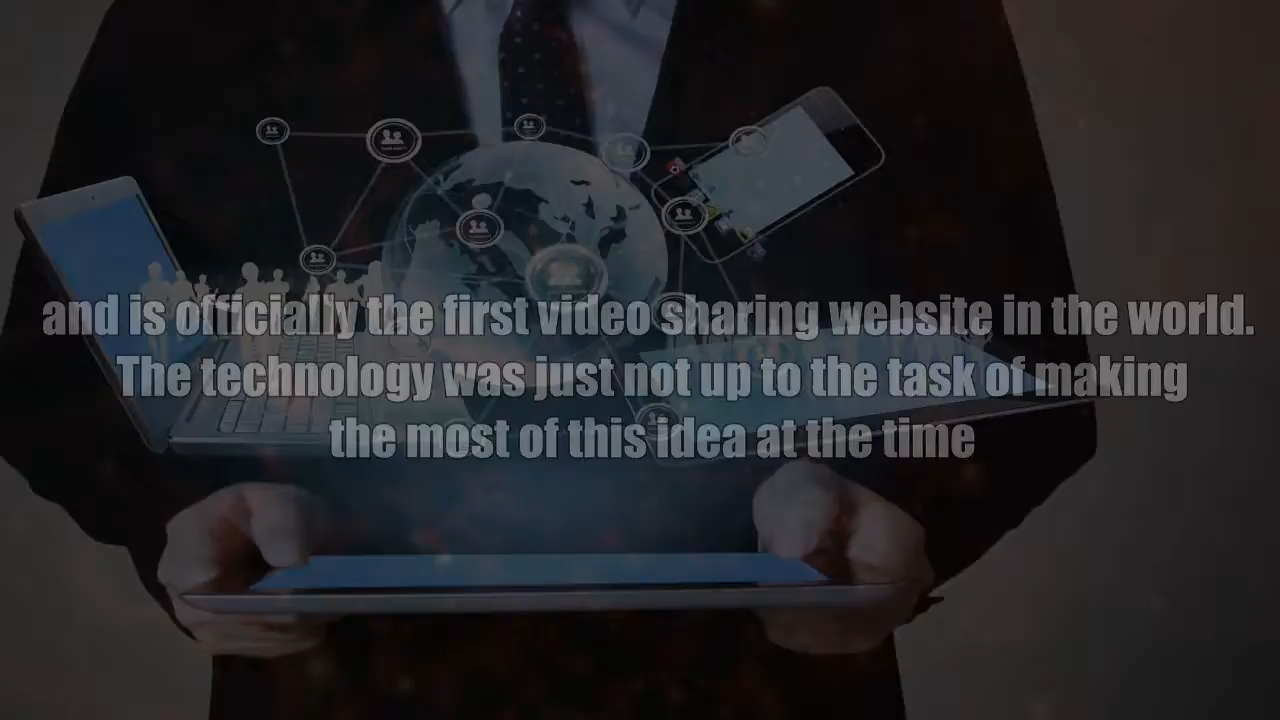 and is officially the first video sharing website in the world.
The technology was just not up to the task of making
the most of this idea at the time